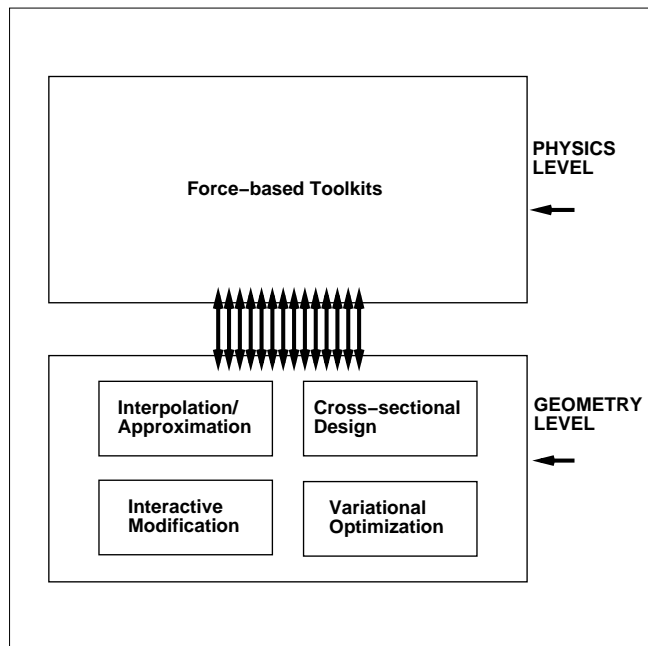 PHYSICS
LEVEL
Force−based Toolkits
Interpolation/
Approximation
Cross−sectional
Design
GEOMETRY
LEVEL
Interactive
Modification
Variational
Optimization